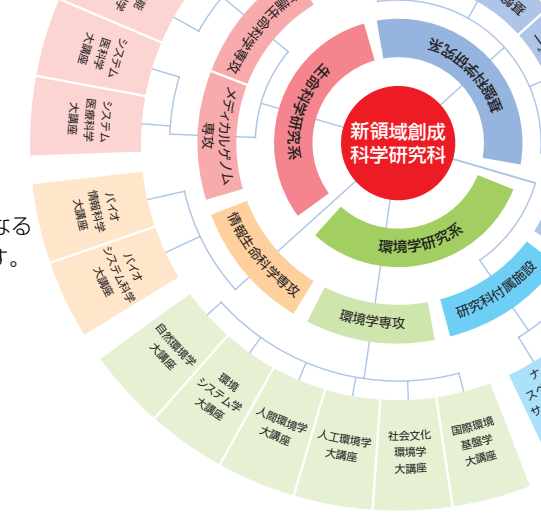 新領域創成
科学研究科
基盤科学研究系
生命科学研究系
環境学研究系
メディカルゲノム
専攻
情報生命科学専攻
環境学専攻
研究科付属施設
システム
医科学
大講座
システム
医療科学
大講座
バイオ
情報科学
大講座
バイオ
システム科学
大講座
自然環境学
大講座
環境
システム学
大講座
人間環境学
大講座
人工環境学
大講座
社会文化
環境学
大講座
国際環境
基盤学
大講座
なる
す。